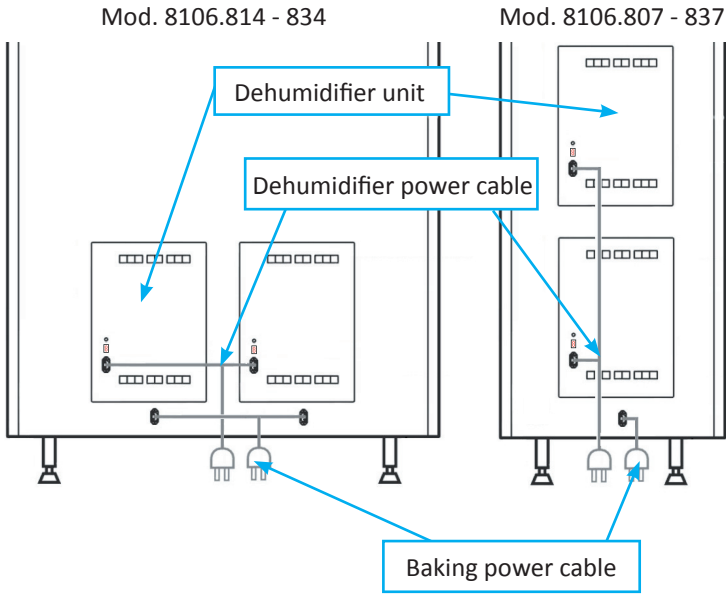 Mod. 8106.814 - 834
Mod. 8106.807 - 837
Dehumidifier unit
Dehumidifier power cable
Baking power cable